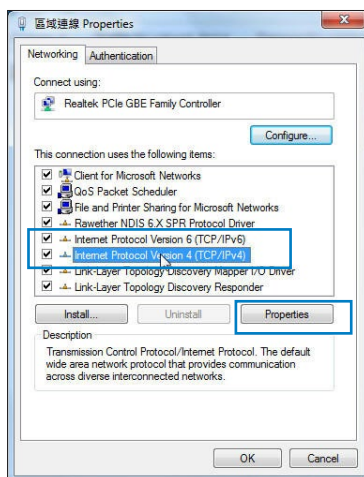 區域連線 Properties
Networking
Authentication
Connect using:
Realtek PCIe GBE Family Controller
Configure...
This connection uses the following items:
Client for Microsoft Networks
QoS Packet Scheduler
File and Printer Sharing for Microsoft Networks
Rawether NDIS 6.X SPR Protocol Driver
Internet Protocol Version 6 (TCP/IPv6)
Internet Protocol Version 4 (TCP/IPv4)
Link-Layer Topology Discovery Mapper I/O Driver
Link-Layer Topology Discovery Responder
Install...
Uninstall
Properties
Description
Transmission Control Protocol/Internet Protocol. The default
wide area network protocol that provides communication
across diverse interconnected networks.
OK
Cancel